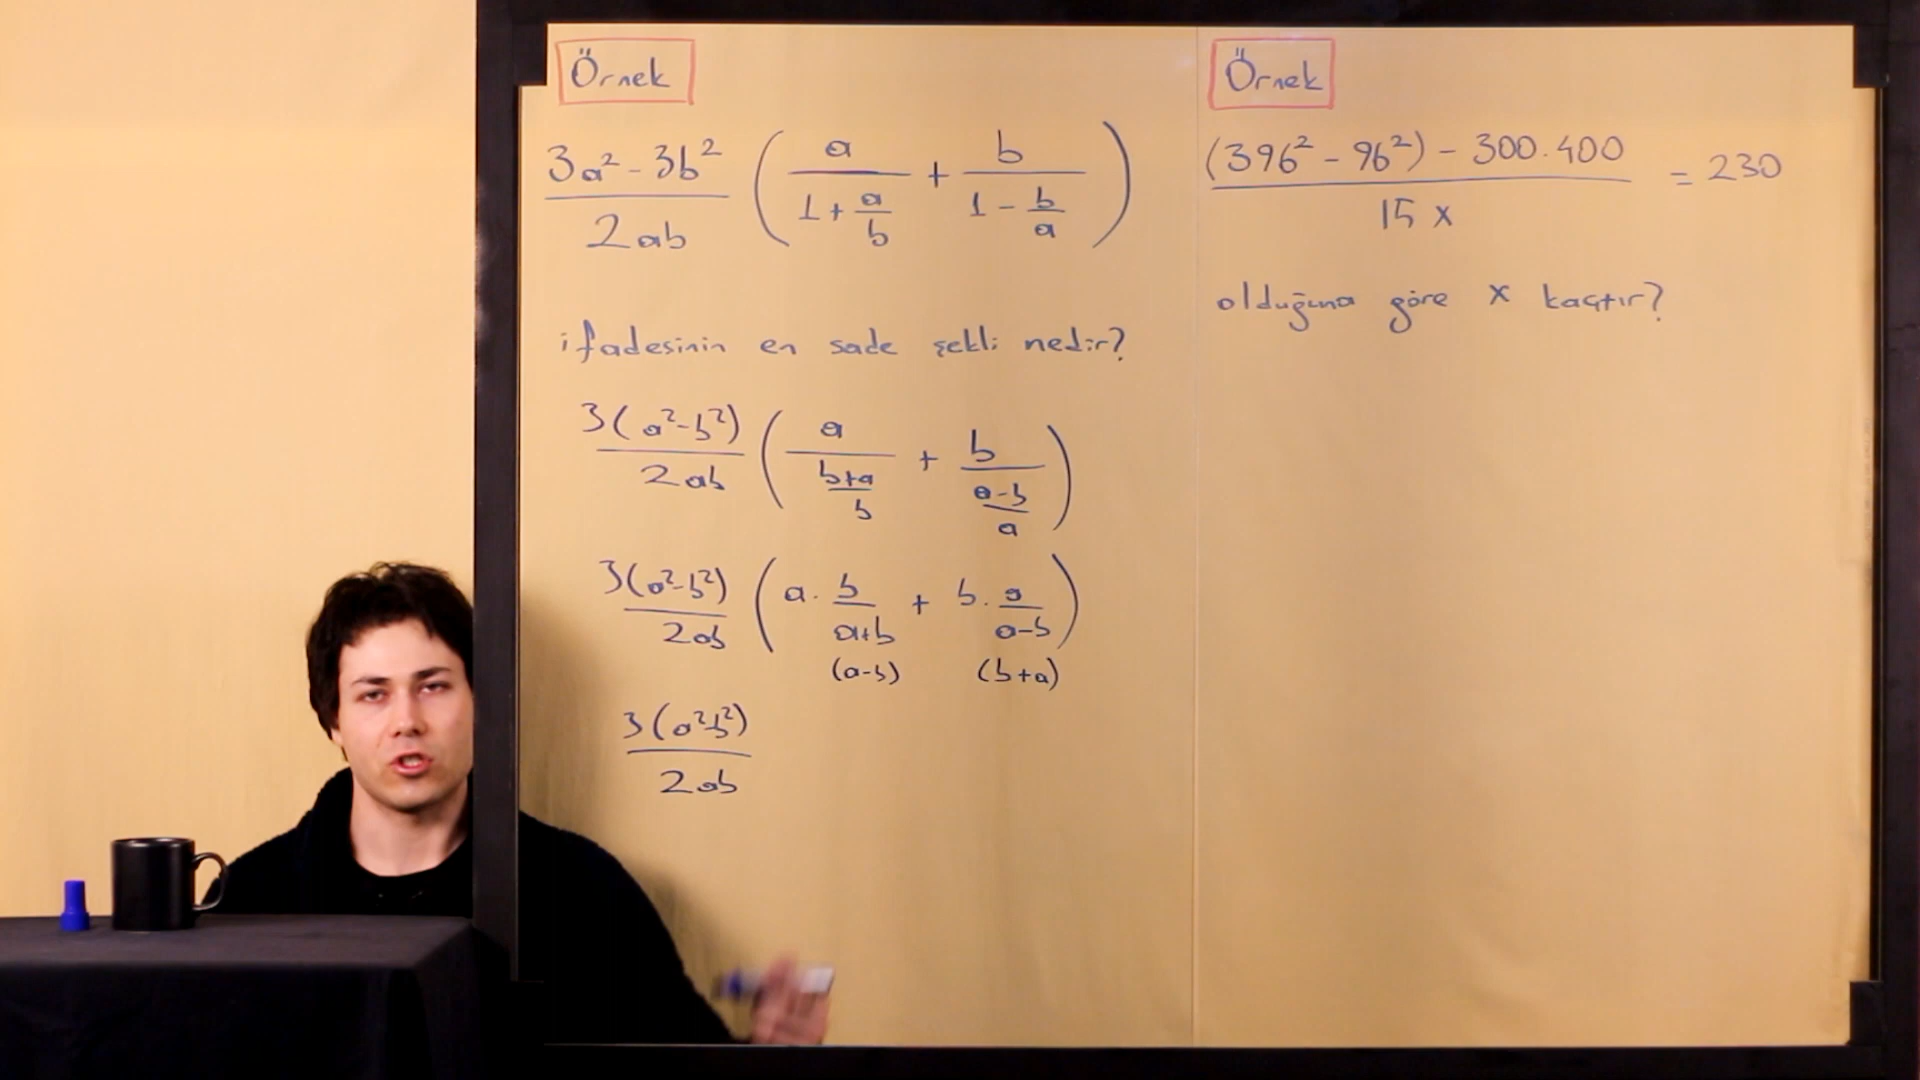 Örnek
3a² - 3b² / 2ab ( a / (1 + a/b) + b / (1 - b/a) )
ifadesinin en sade şekli nedir?
3(a²-b²) / 2ab ( a / ((b+a)/b) + b / ((a-b)/a) )
3(a²-b²) / 2ab ( a . b / (a+b) + b . a / (a-b) )
(a-b) (b+a)
3(a²-b²) / 2ab
Örnek
(396² - 96²) - 300.400 / 15x = 230
olduğuna göre x kaçtır?